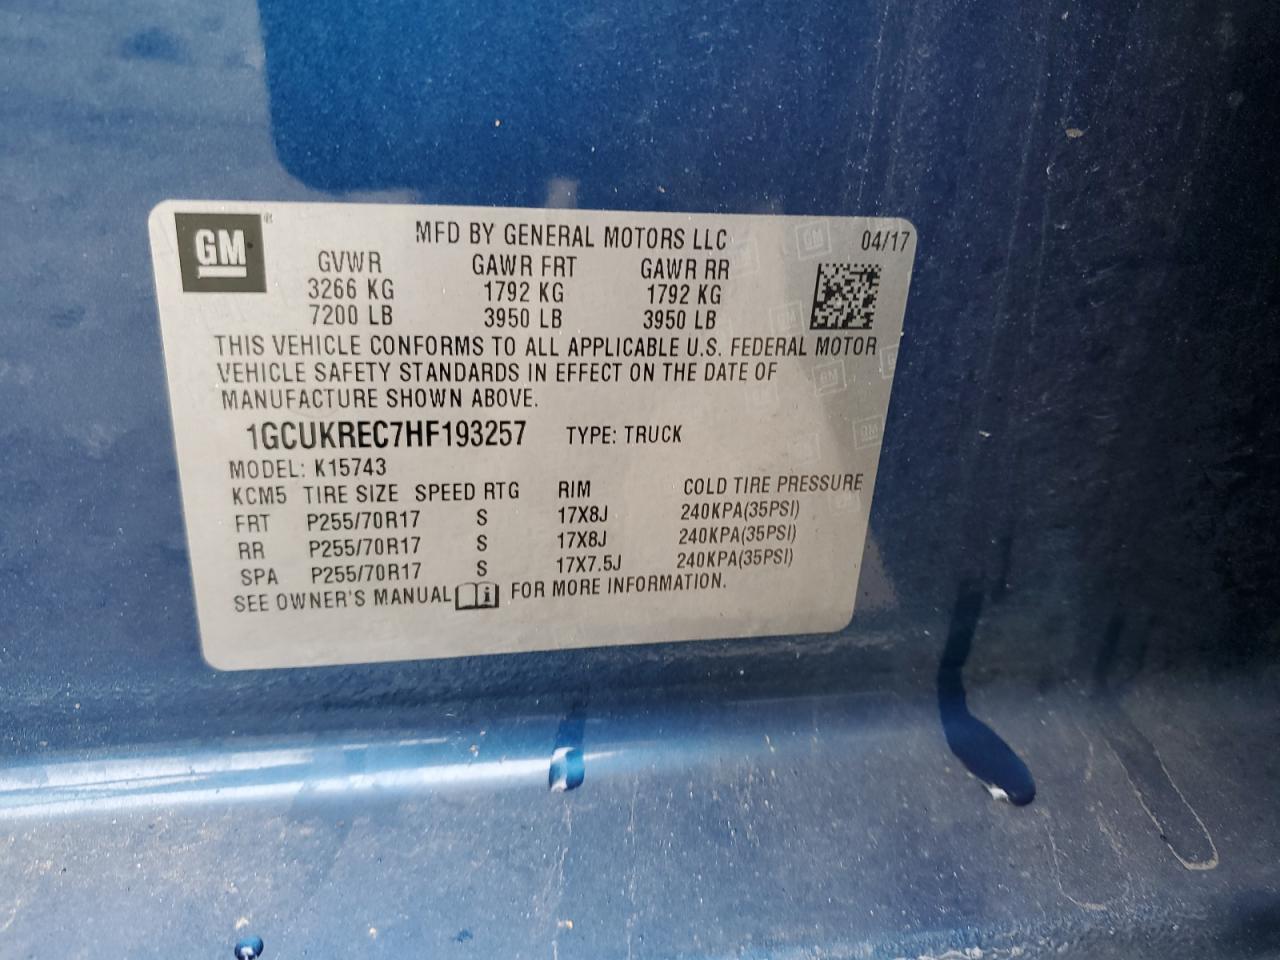 GM®
MFD BY GENERAL MOTORS LLC 04/17
GVWR GAWR FRT GAWR RR
3266 KG 1792 KG 1792 KG
7200 LB 3950 LB 3950 LB
THIS VEHICLE CONFORMS TO ALL APPLICABLE U.S. FEDERAL MOTOR
VEHICLE SAFETY STANDARDS IN EFFECT ON THE DATE OF
MANUFACTURE SHOWN ABOVE.
1GCUKREC7HF193257 TYPE: TRUCK
MODEL: K15743
KCM5 TIRE SIZE SPEED RTG RIM COLD TIRE PRESSURE
FRT P255/70R17 S 17X8J 240KPA(35PSI)
RR P255/70R17 S 17X8J 240KPA(35PSI)
SPA P255/70R17 S 17X7.5J 240KPA(35PSI)
SEE OWNER'S MANUAL i FOR MORE INFORMATION.